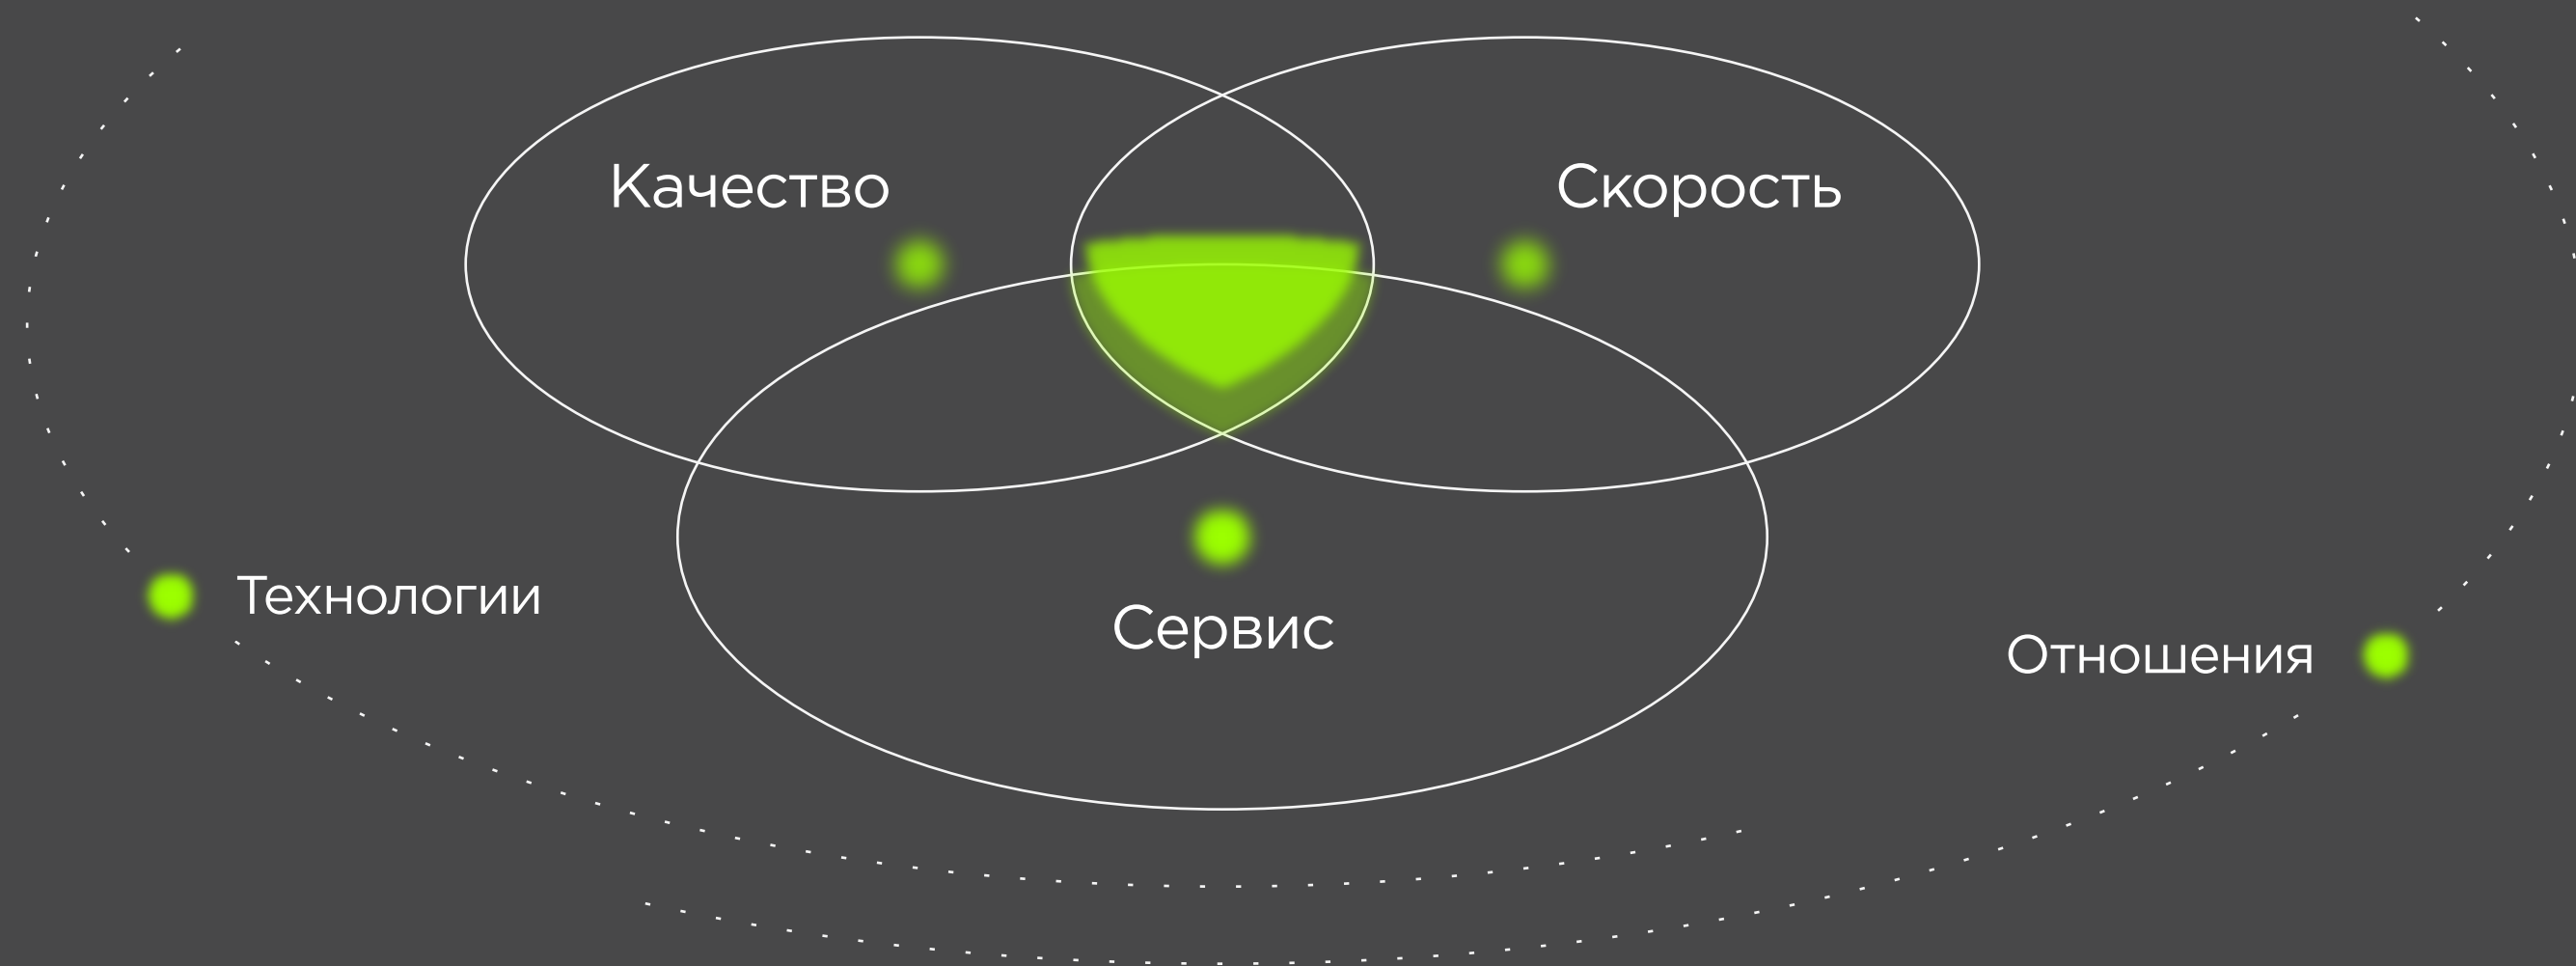 Качество
Скорость
Технологии
Сервис
Отношения